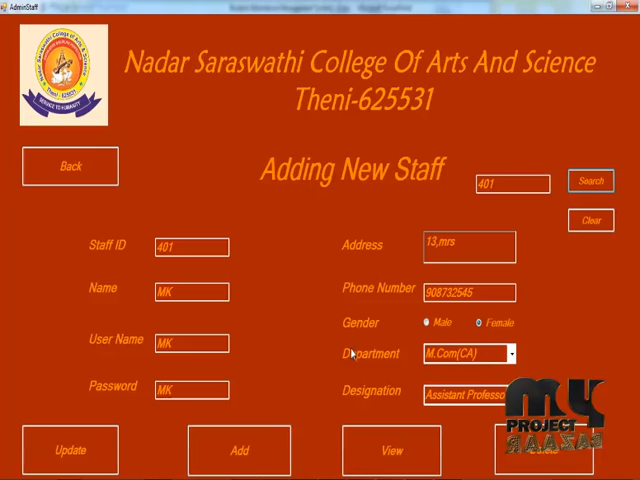 AdminStaff
Nadar Saraswathi College Of Arts And Science
Theni-625531
SERVICE TO HUMANITY
Back
Adding New Staff
401
Search
Clear
Staff ID
401
Address
13,mrs
Name
MK
Phone Number
908732545
Gender
Male
Female
User Name
MK
Department
M.Com(CA)
Password
MK
Designation
Assistant Professo
MY
PROJECT
Update
Add
View